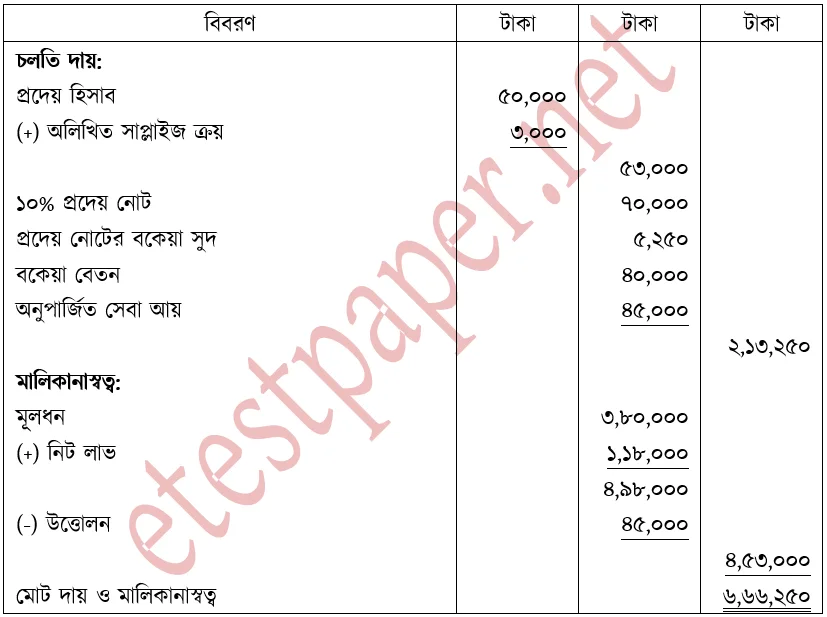 বিবরণ টাকা টাকা টাকা
চলতি দায়:
প্রদেয় হিসাব ৫০,০০০
(+) অলিখিত সাপ্লাইজ ক্রয় ৩,০০০
৫৩,০০০
১০% প্রদেয় নোট ৭০,০০০
প্রদেয় নোটের বকেয়া সুদ ৫,২৫০
বকেয়া বেতন ৪০,০০০
অনুপার্জিত সেবা আয় ৪৫,০০০
২,১৩,২৫০
মালিকানাস্বত্ব:
মূলধন ৩,৮০,০০০
(+) নিট লাভ ১,১৮,০০০
৪,৯৮,০০০
(–) উত্তোলন ৪৫,০০০
৪,৫৩,০০০
মোট দায় ও মালিকানাস্বত্ব ৬,৬৬,২৫০
etestpaper.net